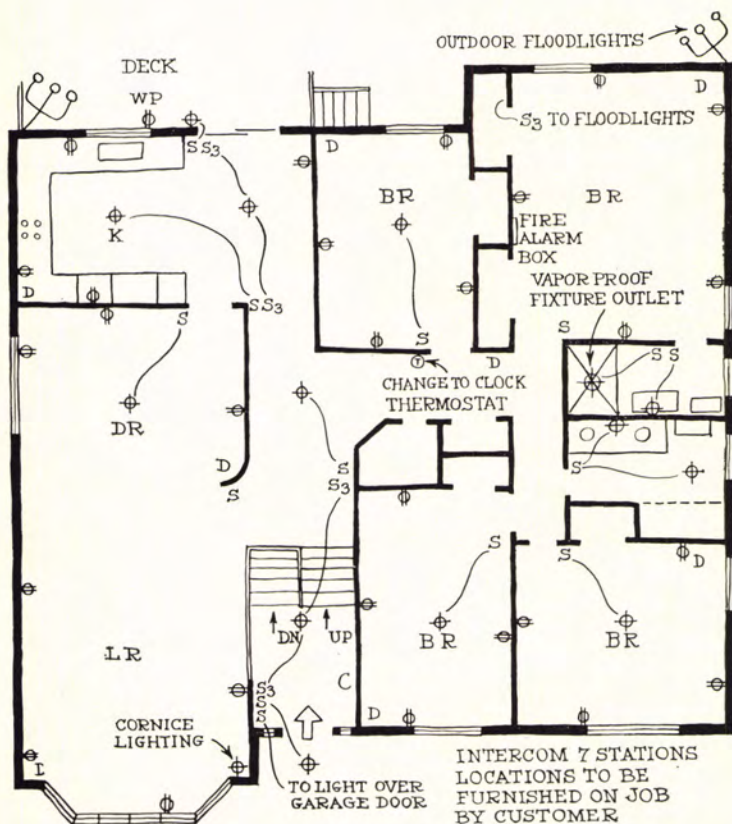 OUTDOOR FLOODLIGHTS
DECK
WP
D
S S3
D
S3 TO FLOODLIGHTS
BR
BR
K
FIRE
ALARM
BOX
VAPOR PROOF
FIXTURE OUTLET
D
S S3
S
S
S
S S
D
T
CHANGE TO CLOCK
THERMOSTAT
DR
D
S
S
S3
S
S
S
D
DN
UP
BR
BR
LR
S3
S
S
C
D
CORNICE
LIGHTING
D
TO LIGHT OVER
GARAGE DOOR
INTERCOM 7 STATIONS
LOCATIONS TO BE
FURNISHED ON JOB
BY CUSTOMER